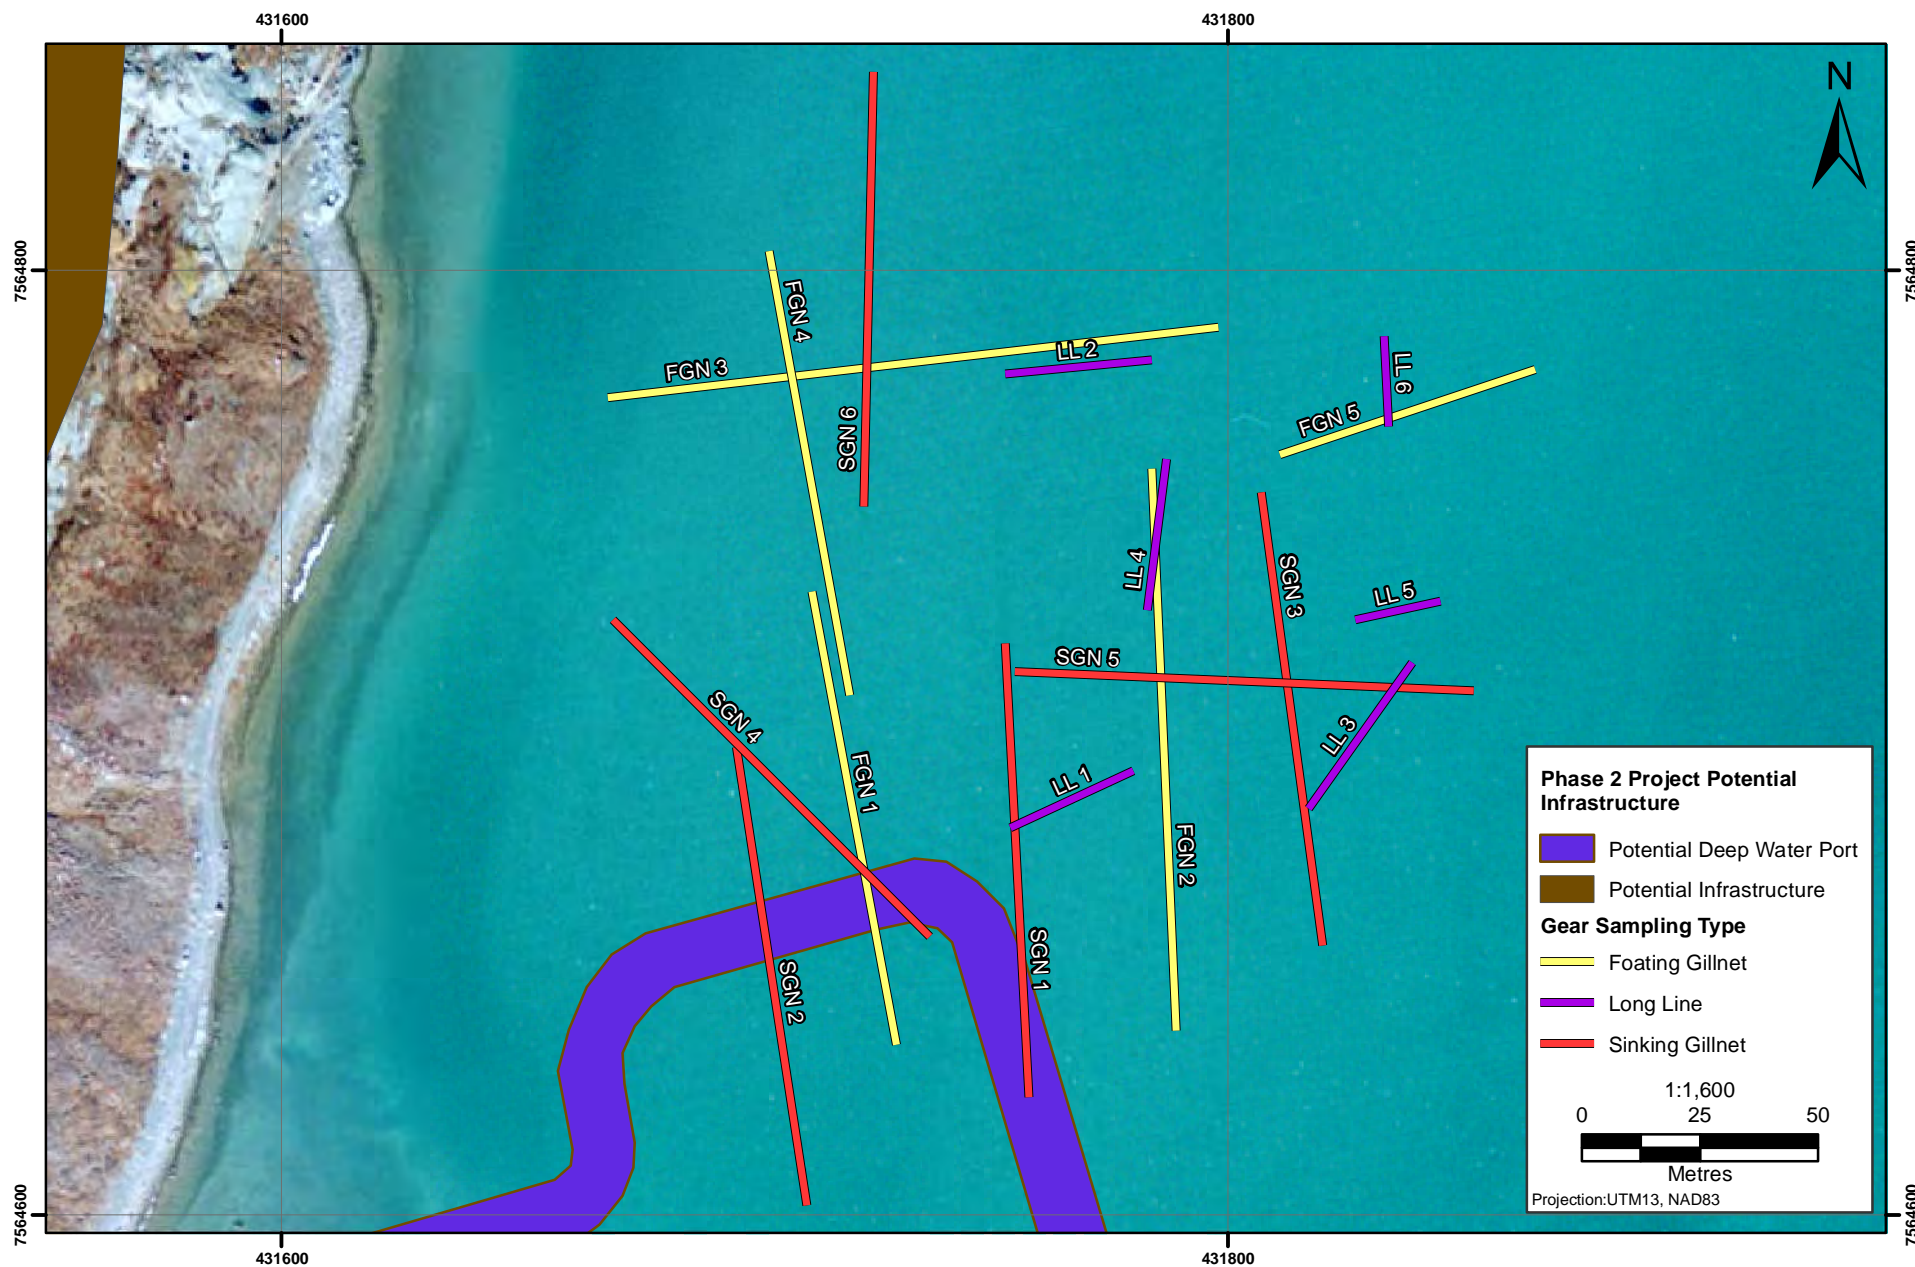 431600
431800
N
7564800
7564800
FGN 4
FGN 3
LL 2
LL 6
FGN 5
SGN 6
LL 4
SGN 3
LL 5
SGN 5
SGN 4
LL 3
FGN 1
LL 1
FGN 2
SGN 1
SGN 2
Phase 2 Project Potential
Infrastructure
Potential Deep Water Port
Potential Infrastructure
Gear Sampling Type
Foating Gillnet
Long Line
Sinking Gillnet
1:1,600
0 25 50
Metres
Projection:UTM13, NAD83
7564600
7564600
431600
431800